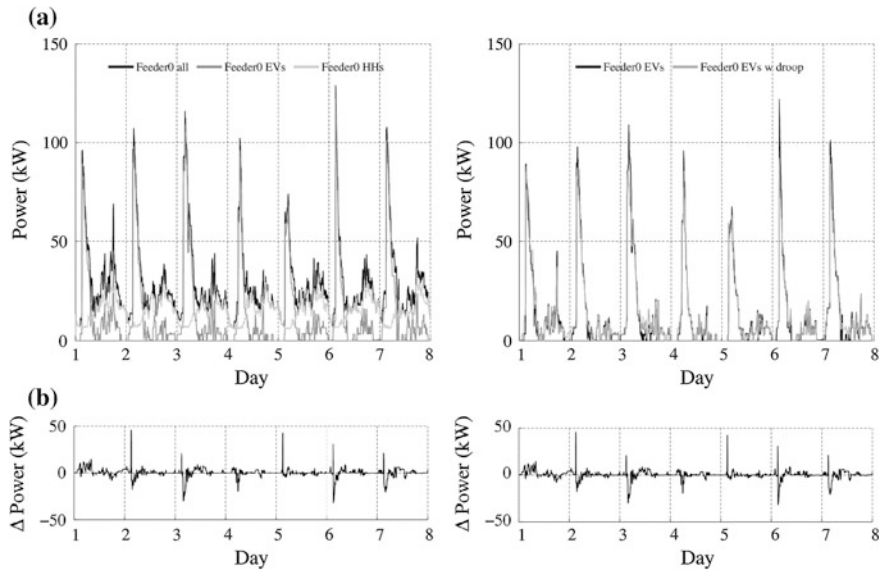 (a)
150
100
50
0
Power (kW)
Feeder0 all Feeder0 EVs Feeder0 HHs
1 2 3 4 5 6 7 8
Day
150
100
50
0
Power (kW)
Feeder0 EVs Feeder0 EVs w droop
1 2 3 4 5 6 7 8
Day
(b)
50
0
−50
Δ Power (kW)
1 2 3 4 5 6 7 8
Day
50
0
−50
Δ Power (kW)
1 2 3 4 5 6 7 8
Day